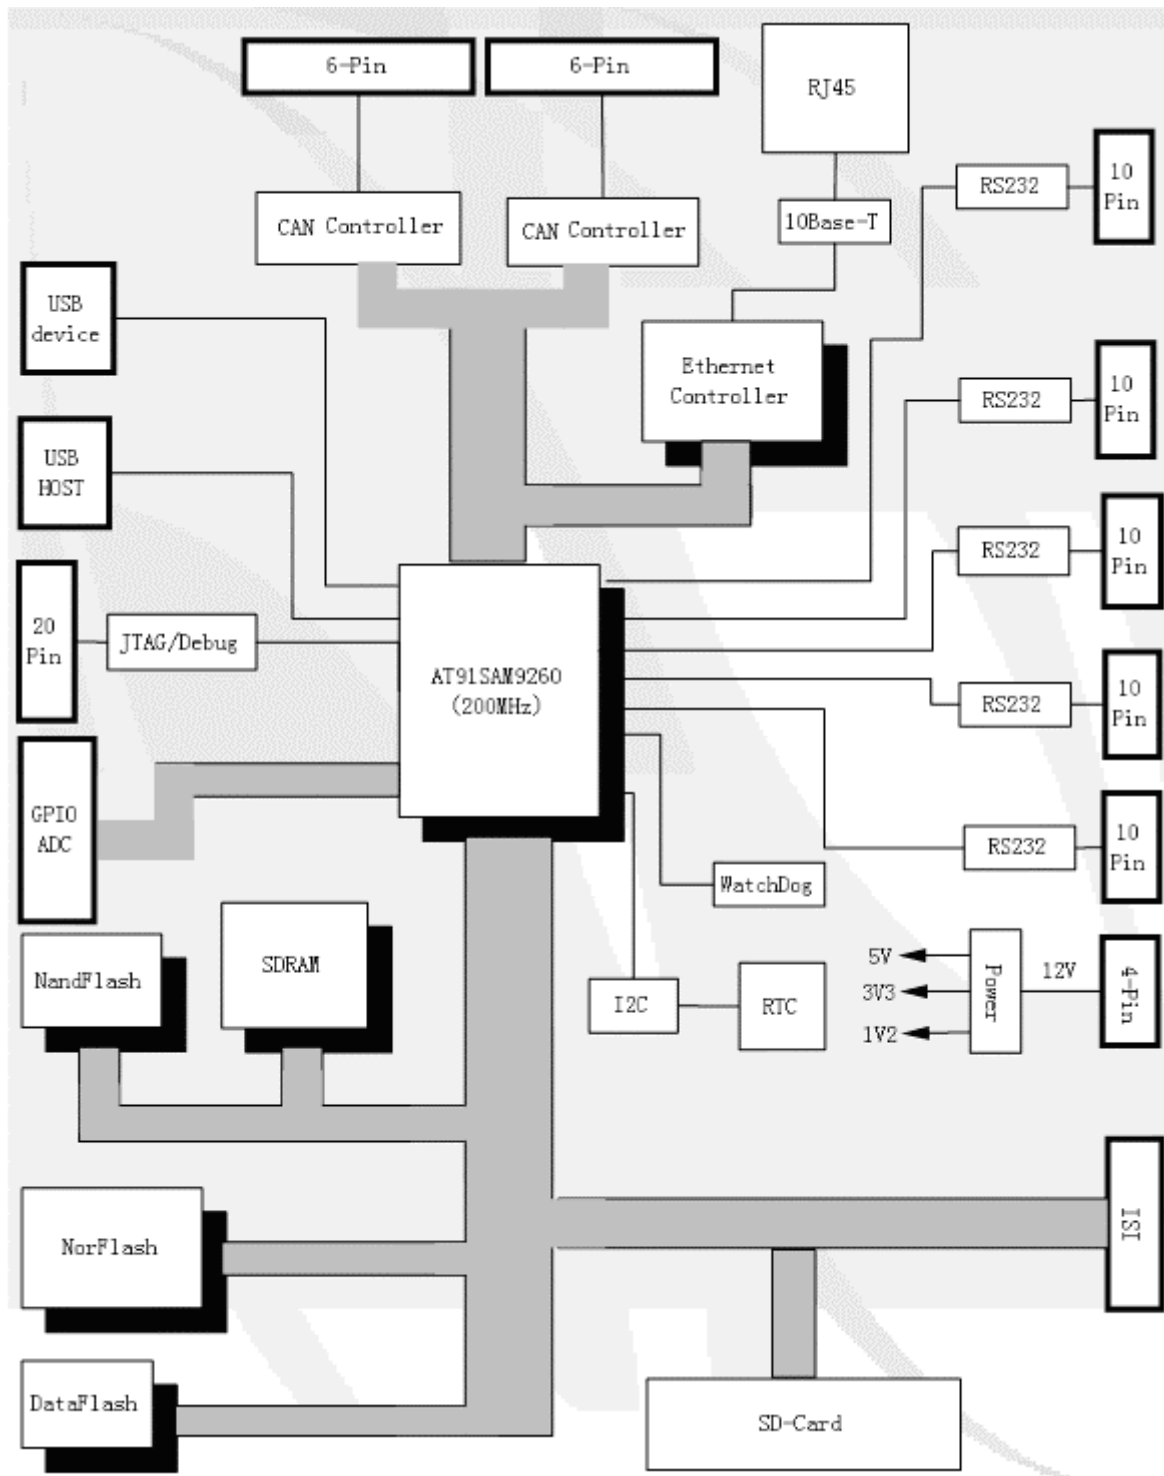 6-Pin
6-Pin
RJ45
CAN Controller
CAN Controller
10Base-T
RS232
10
Pin
USB
device
Ethernet
Controller
RS232
10
Pin
USB
HOST
RS232
10
Pin
20
Pin
JTAG/Debug
AT91SAM9260
(200MHz)
RS232
10
Pin
GPIO
ADC
RS232
10
Pin
WatchDog
NandFlash
SDRAM
I2C
RTC
5V
3V3
1V2
Power
12V
4-Pin
NorFlash
ISI
DataFlash
SD-Card